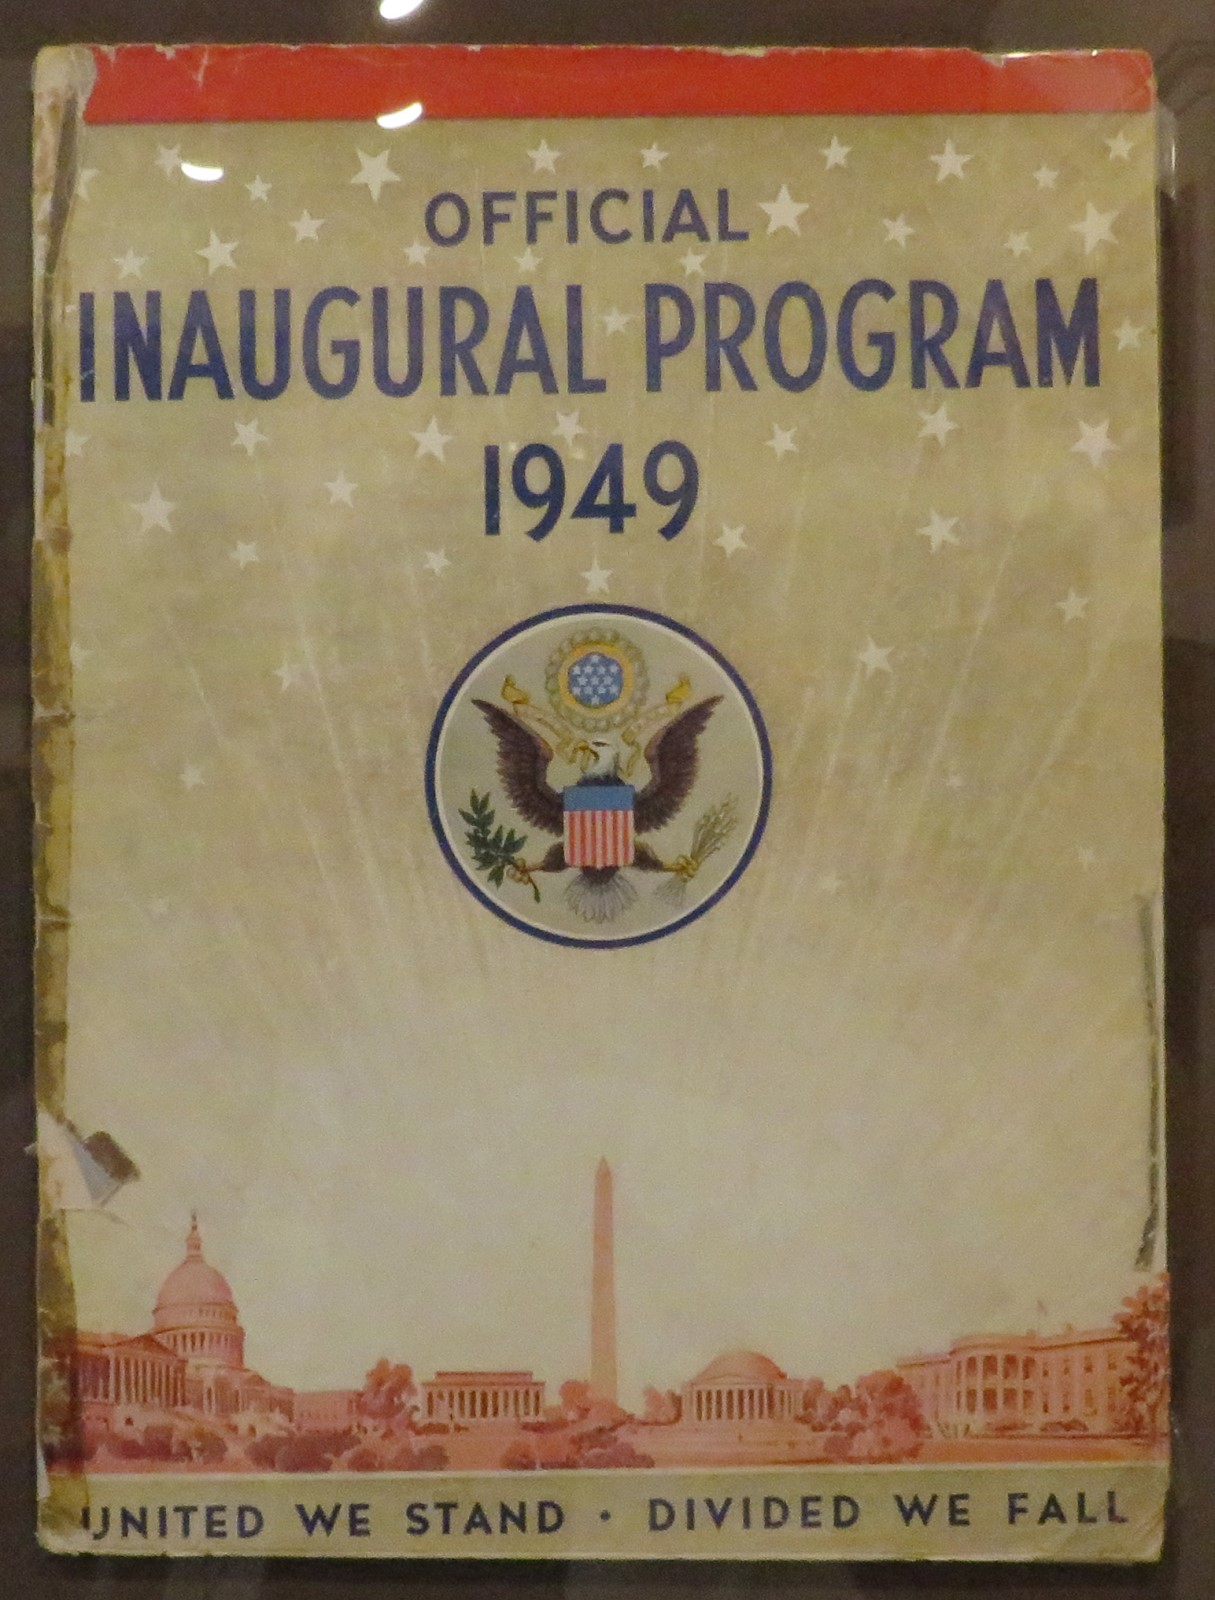 OFFICIAL
INAUGURAL PROGRAM
1949
UNITED WE STAND · DIVIDED WE FALL